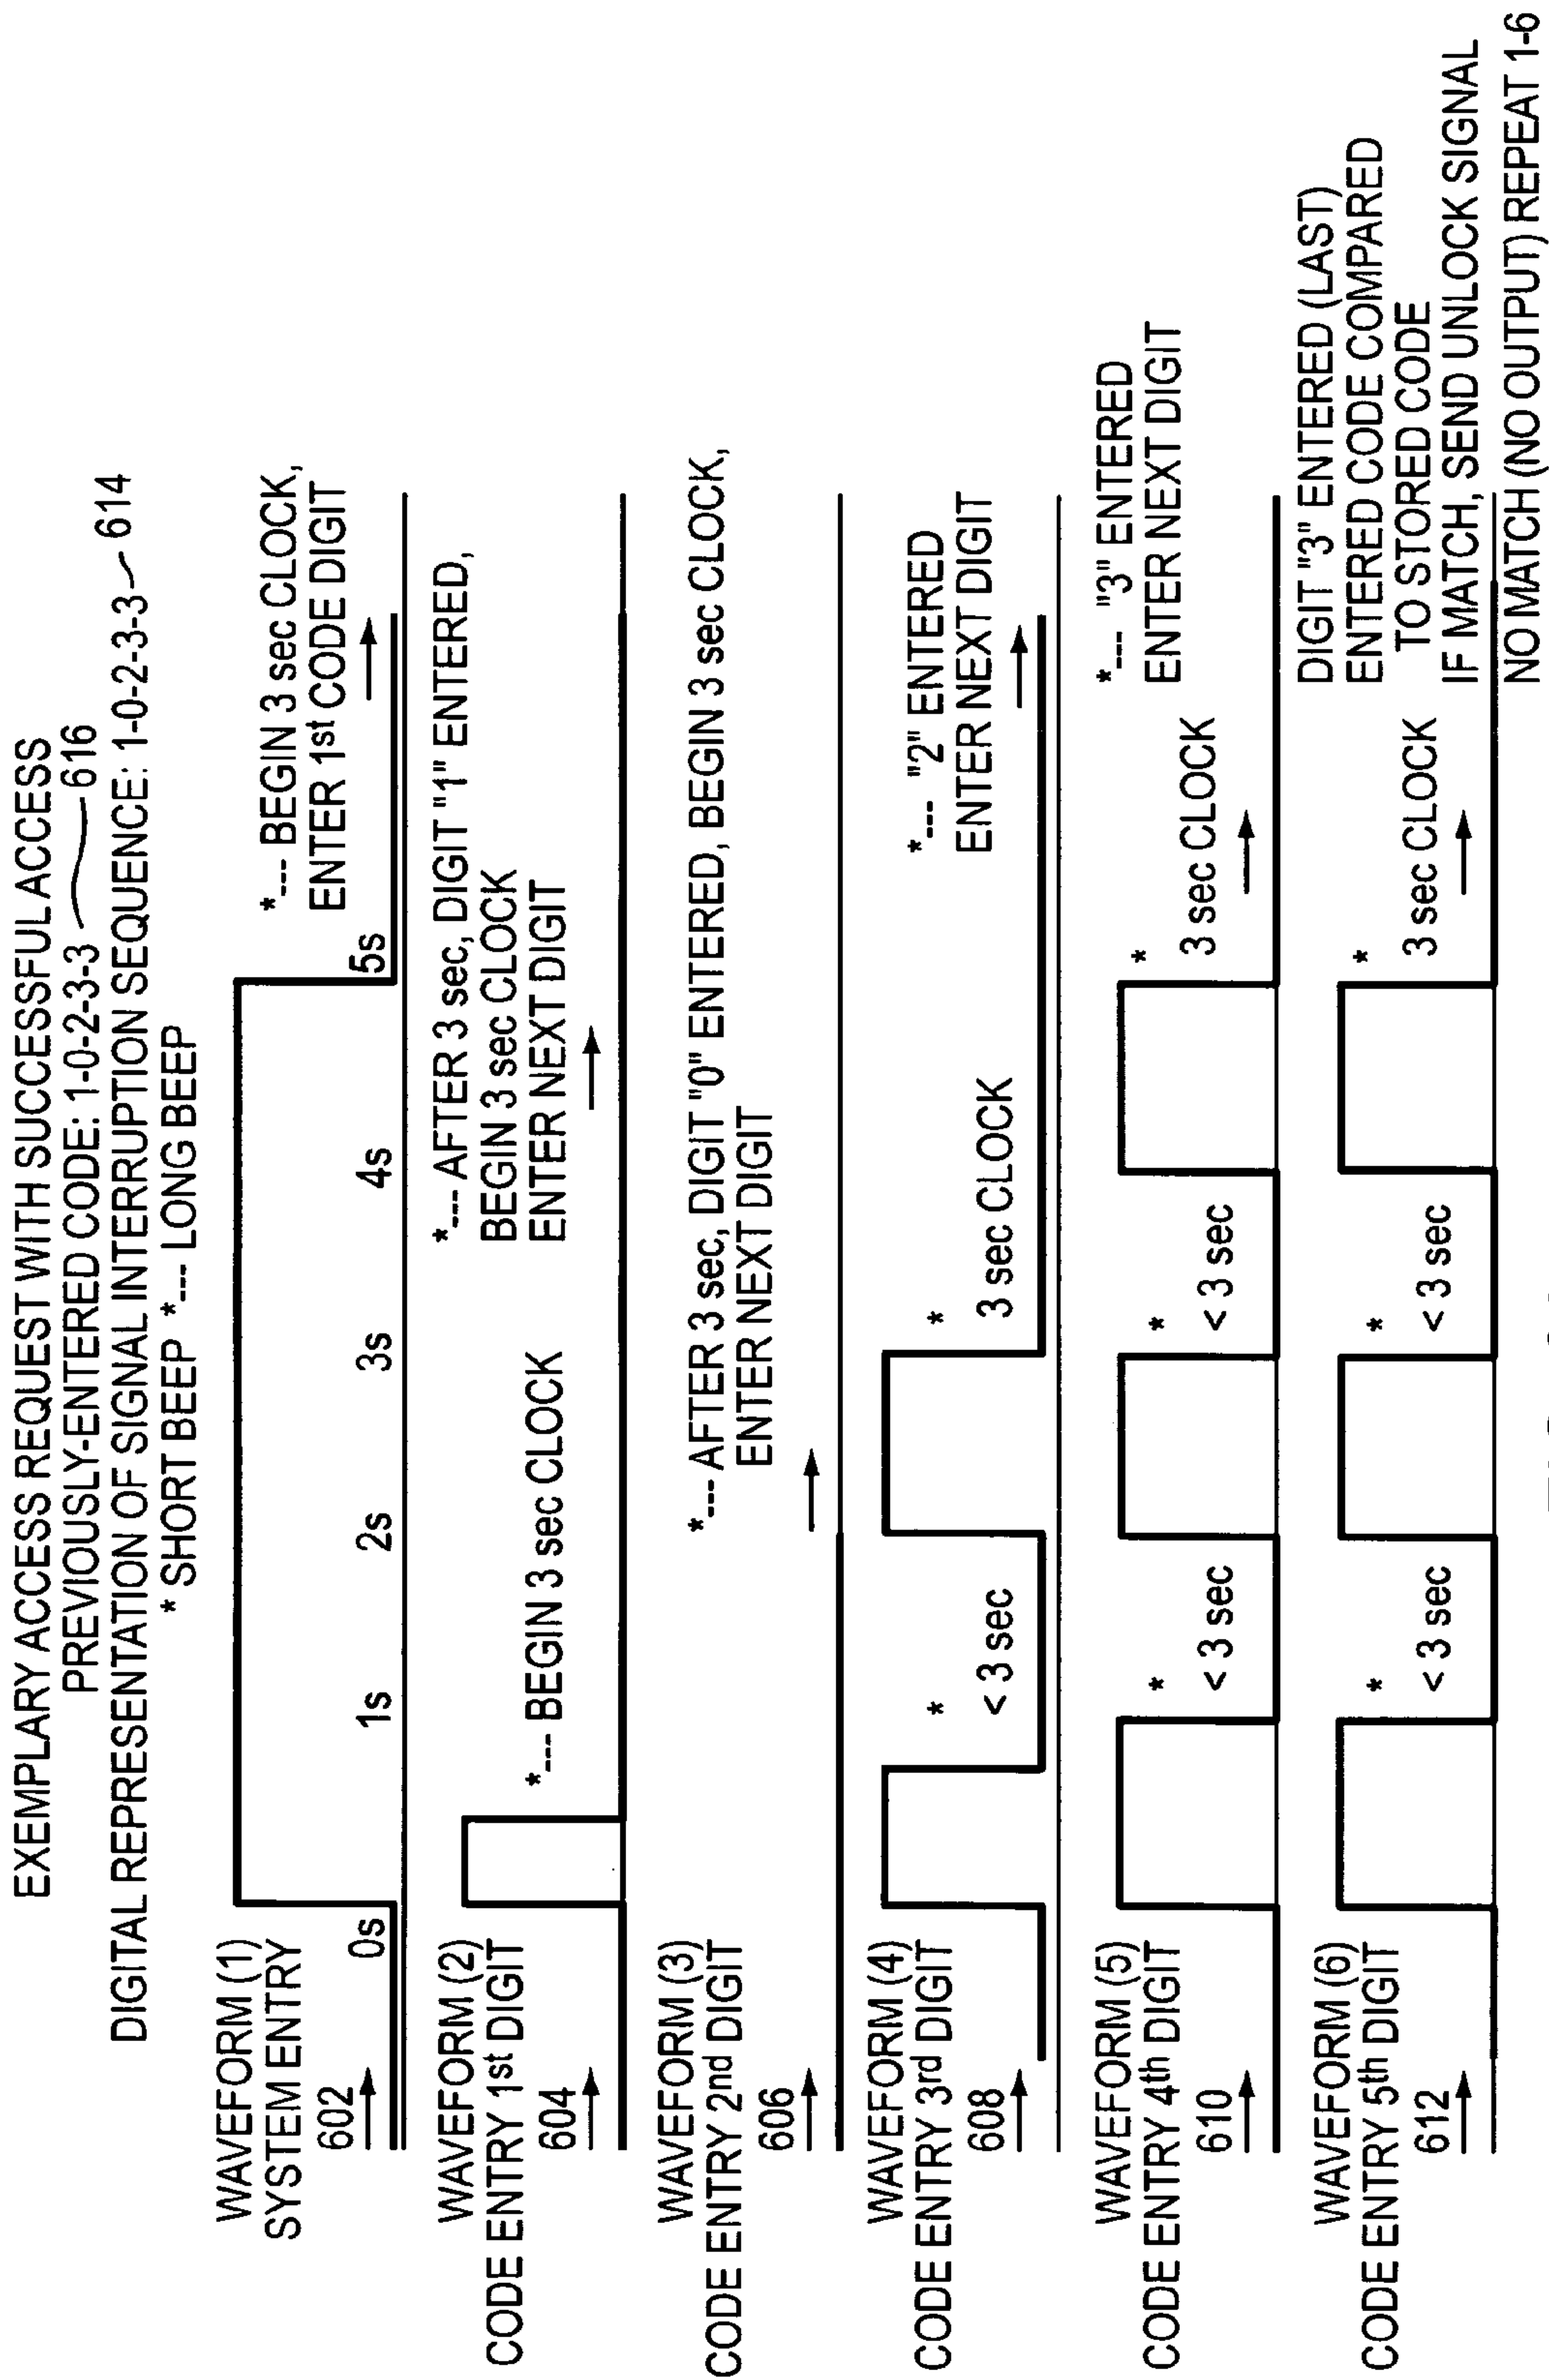 EXEMPLARY ACCESS REQUEST WITH SUCCESSFUL ACCESS
PREVIOUSLY-ENTERED CODE: 1-0-2-3-3 616
DIGITAL REPRESENTATION OF SIGNAL INTERRUPTION SEQUENCE: 1-0-2-3-3 614
* SHORT BEEP *--- LONG BEEP
WAVEFORM (1)
SYSTEM ENTRY
602
0s
1s
2s
3s
4s
5s
*--- BEGIN 3 sec CLOCK,
ENTER 1st CODE DIGIT
WAVEFORM (2)
CODE ENTRY 1st DIGIT
604
*--- BEGIN 3 sec CLOCK
*--- AFTER 3 sec, DIGIT "1" ENTERED,
BEGIN 3 sec CLOCK
ENTER NEXT DIGIT
WAVEFORM (3)
CODE ENTRY 2nd DIGIT
606
*--- AFTER 3 sec, DIGIT "0" ENTERED, BEGIN 3 sec CLOCK,
ENTER NEXT DIGIT
WAVEFORM (4)
CODE ENTRY 3rd DIGIT
608
*
< 3 sec
*
3 sec CLOCK
*--- "2" ENTERED
ENTER NEXT DIGIT
WAVEFORM (5)
CODE ENTRY 4th DIGIT
610
*
< 3 sec
*
< 3 sec
*
3 sec CLOCK
*--- "3" ENTERED
ENTER NEXT DIGIT
WAVEFORM (6)
CODE ENTRY 5th DIGIT
612
*
< 3 sec
*
< 3 sec
*
3 sec CLOCK
DIGIT "3" ENTERED (LAST)
ENTERED CODE COMPARED
TO STORED CODE
IF MATCH, SEND UNLOCK SIGNAL
NO MATCH (NO OUTPUT) REPEAT 1-6